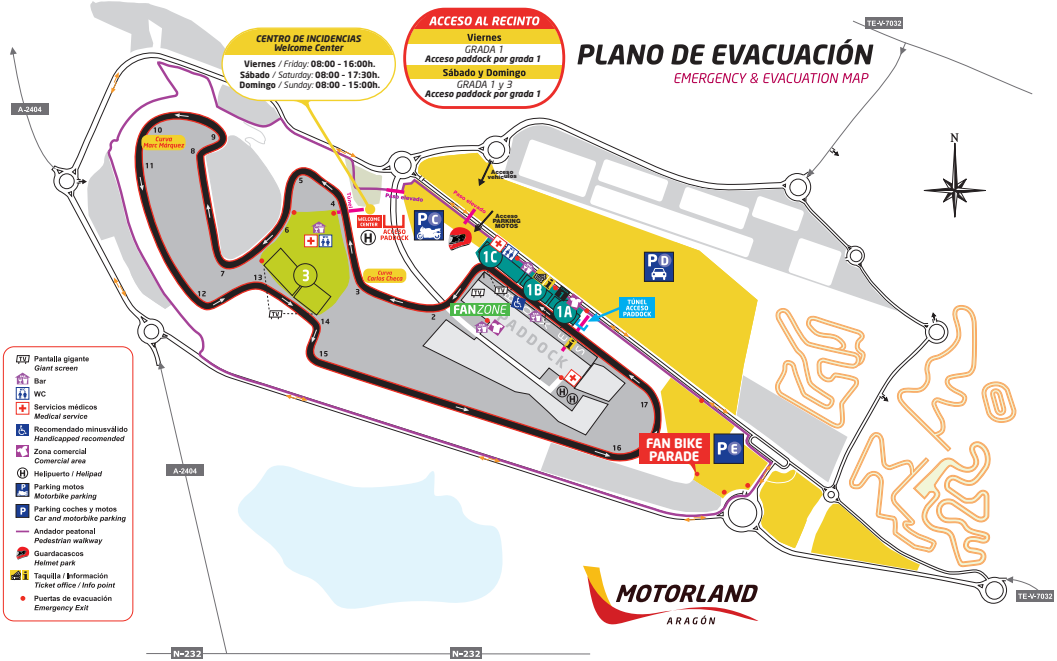 TE-V-7032
CENTRO DE INCIDENCIAS
Welcome Center
Viernes / Friday: 08:00 - 16:00h.
Sábado / Saturday: 08:00 - 17:30h.
Domingo / Sunday: 08:00 - 15:00h.
ACCESO AL RECINTO
Viernes
GRADA 1
Acceso paddock por grada 1
Sábado y Domingo
GRADA 1 y 3
Acceso paddock por grada 1
PLANO DE EVACUACIÓN
EMERGENCY & EVACUATION MAP
A-2404
N
10
9
Curva
Marc Márquez
8
11
Acceso
vehículos
5
4
Túnel
Paso elevado
Paso elevado
WELCOME
CENTER
ACCESO
PADDOCK
H
P C
Acceso
PARKING
MOTOS
6
7
3
13
12
Curva
Carlos Checa
3
2
1C
1B
1A
P D
TÚNEL
ACCESO
PADDOCK
TV
TV
TV
FANZONE
PADDOCK
i
i
14
15
H
H
17
16
FAN BIKE
PARADE
P E
TV
Pantalla gigante
Giant screen
Bar
WC
Servicios médicos
Medical service
Recomendado minusválido
Handicapped recomended
Zona comercial
Comercial area
H
Helipuerto / Helipad
P
Parking motos
Motorbike parking
P
Parking coches y motos
Car and motorbike parking
Andador peatonal
Pedestrian walkway
Guardacascos
Helmet park
i
Taquilla / Información
Ticket office / Info point
Puertas de evacuación
Emergency Exit
A-2404
MOTORLAND
ARAGÓN
TE-V-7032
N-232
N-232